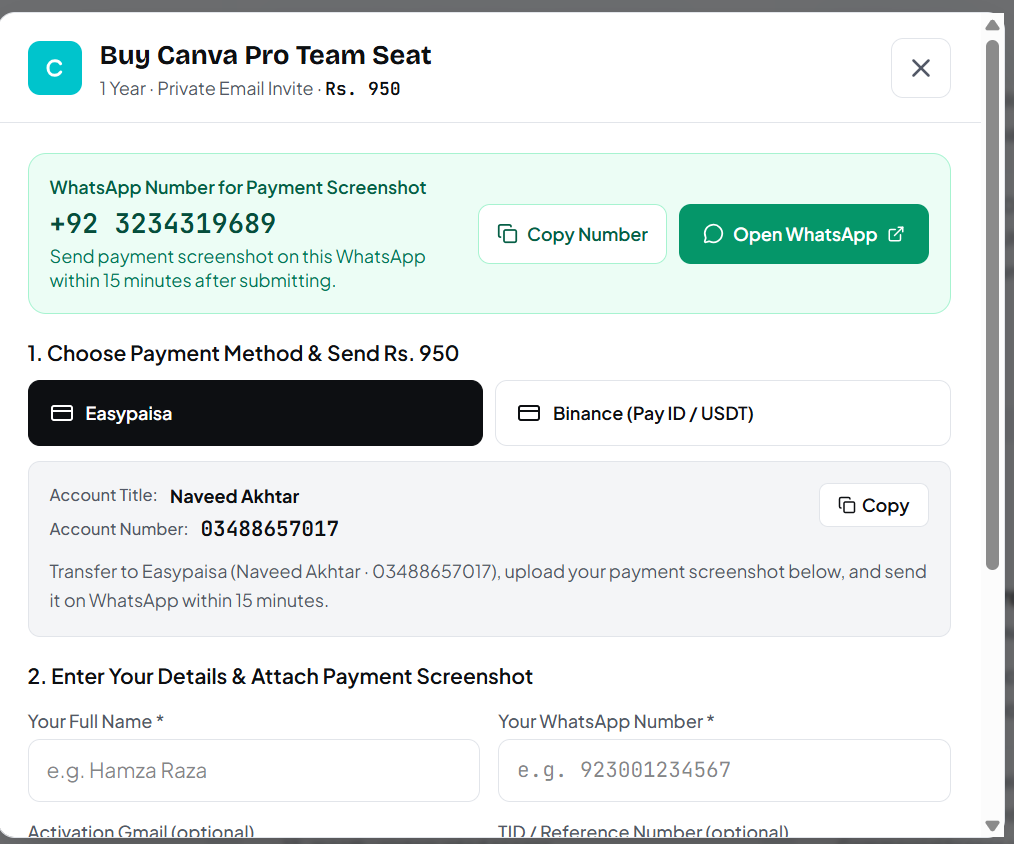 C
Buy Canva Pro Team Seat
1 Year · Private Email Invite · Rs. 950
WhatsApp Number for Payment Screenshot
+92 3234319689
Send payment screenshot on this WhatsApp
within 15 minutes after submitting.
Copy Number
Open WhatsApp
1. Choose Payment Method & Send Rs. 950
Easypaisa
Binance (Pay ID / USDT)
Account Title: Naveed Akhtar
Account Number: 03488657017
Copy
Transfer to Easypaisa (Naveed Akhtar · 03488657017), upload your payment screenshot below, and send
it on WhatsApp within 15 minutes.
2. Enter Your Details & Attach Payment Screenshot
Your Full Name *
Your WhatsApp Number *
e.g. Hamza Raza
e.g. 923001234567
Activation Gmail (optional)
TID / Reference Number (optional)